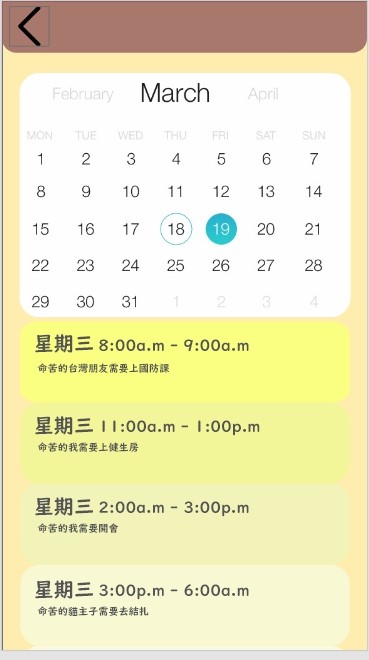 February March April
MON TUE WED THU FRI SAT SUN
1 2 3 4 5 6 7
8 9 10 11 12 13 14
15 16 17 18 19 20 21
22 23 24 25 26 27 28
29 30 31 1 2 3 4
星期三 8:00a.m - 9:00a.m
命苦的台灣朋友需要上國防課
星期三 11:00a.m - 1:00p.m
命苦的我需要上健生房
星期三 2:00a.m - 3:00p.m
命苦的我需要開會
星期三 3:00p.m - 6:00a.m
命苦的貓主子需要去結扎